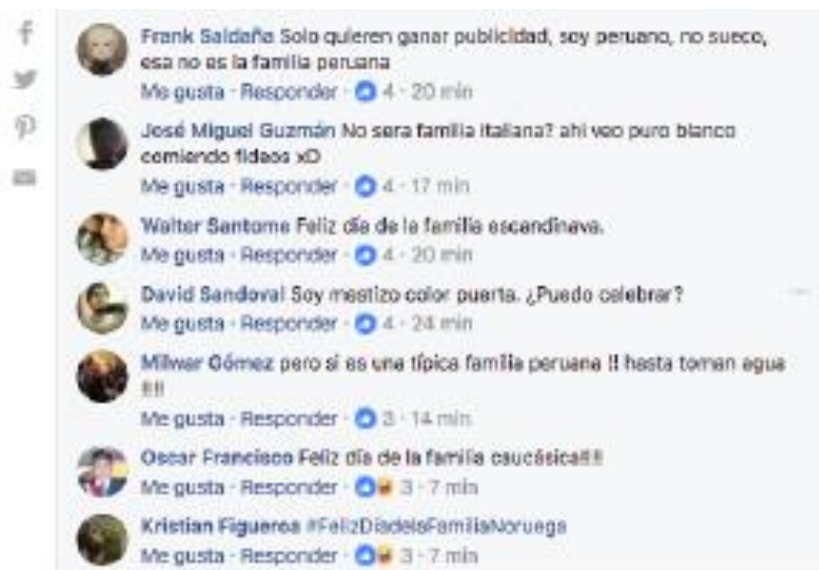 Frank Saldaña Solo quieren ganar publicidad, soy peruano, no sueco,
esa no es la familia peruana
Me gusta · Responder · 4 · 20 min
José Miguel Guzmán No sera familia italiana? ahi veo puro blanco
comiendo fideos xD
Me gusta · Responder · 4 · 17 min
Walter Santome Feliz día de la familia escandinava.
Me gusta · Responder · 4 · 20 min
David Sandoval Soy mestizo color puerta. ¿Puedo celebrar?
Me gusta · Responder · 4 · 24 min
Milwar Gómez pero si es una típica familia peruana !! hasta toman agua
!!!!
Me gusta · Responder · 3 · 14 min
Oscar Francisco Feliz día de la familia caucásica!!!!
Me gusta · Responder · 3 · 7 min
Kristian Figueroa #FelizDiadelaFamiliaNoruega
Me gusta · Responder · 3 · 7 min